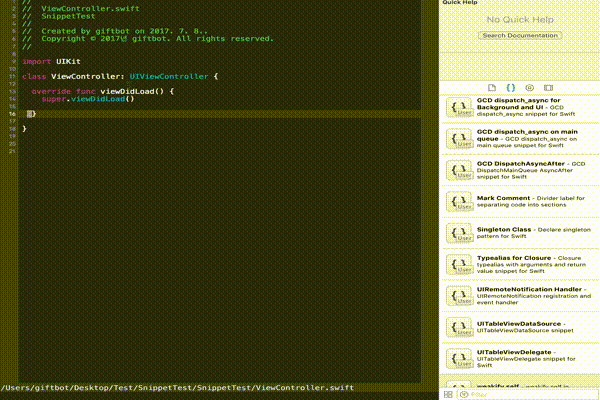 //
//  ViewController.swift
//  SnippetTest
//
//  Created by giftbot on 2017. 7. 8..
//  Copyright © 2017년 giftbot. All rights reserved.
//
import UIKit
class ViewController: UIViewController {
override func viewDidLoad() {
super.viewDidLoad()
}
}
/Users/giftbot/Desktop/Test/SnippetTest/SnippetTest/ViewController.swift
Quick Help
No Quick Help
Search Documentation
GCD dispatch_async for
Background and UI - GCD
dispatch_async snippet for Swift
GCD dispatch_async on main
queue - GCD dispatch_async on
main queue snippet for Swift
GCD DispatchAsyncAfter - GCD
DispatchMainQueue AsyncAfter
snippet for Swift
Mark Comment - Divider label for
separating code into sections
Singleton Class - Declare singleton
pattern for Swift
Typealias for Closure - Closure
typealias with arguments and return
value snippet for Swift
UIRemoteNotification Handler -
UIRemoteNotification registration and
event handler
UITableViewDataSource -
UITableViewDataSource snippet
UITableViewDelegate -
UITableViewDelegate snippet for
Swift
weakify self - weakify self in
Filter